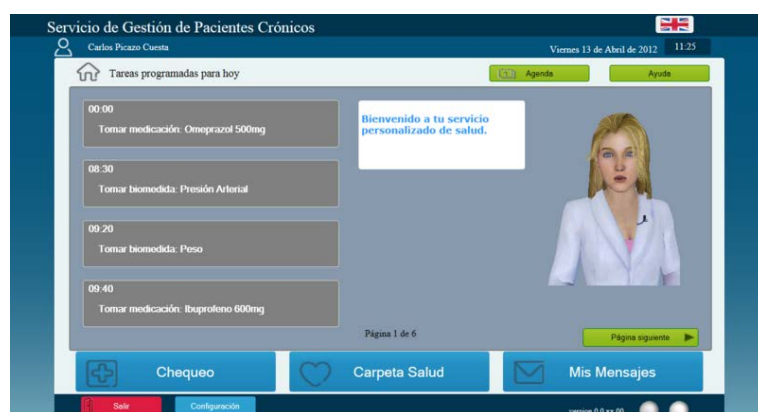 Servicio de Gestión de Pacientes Crónicos
Carlos Picazo Cuesta
Viernes 13 de Abril de 2012 11:25
Tareas programadas para hoy
Agenda
Ayuda
00:00
Tomar medicación: Omeprazol 500mg
08:30
Tomar biomedida: Presión Arterial
09:20
Tomar biomedida: Peso
09:40
Tomar medicación: Ibuprofeno 600mg
Bienvenido a tu servicio
personalizado de salud.
Página 1 de 6
Página siguiente
Chequeo
Carpeta Salud
Mis Mensajes
Salir
Configuración